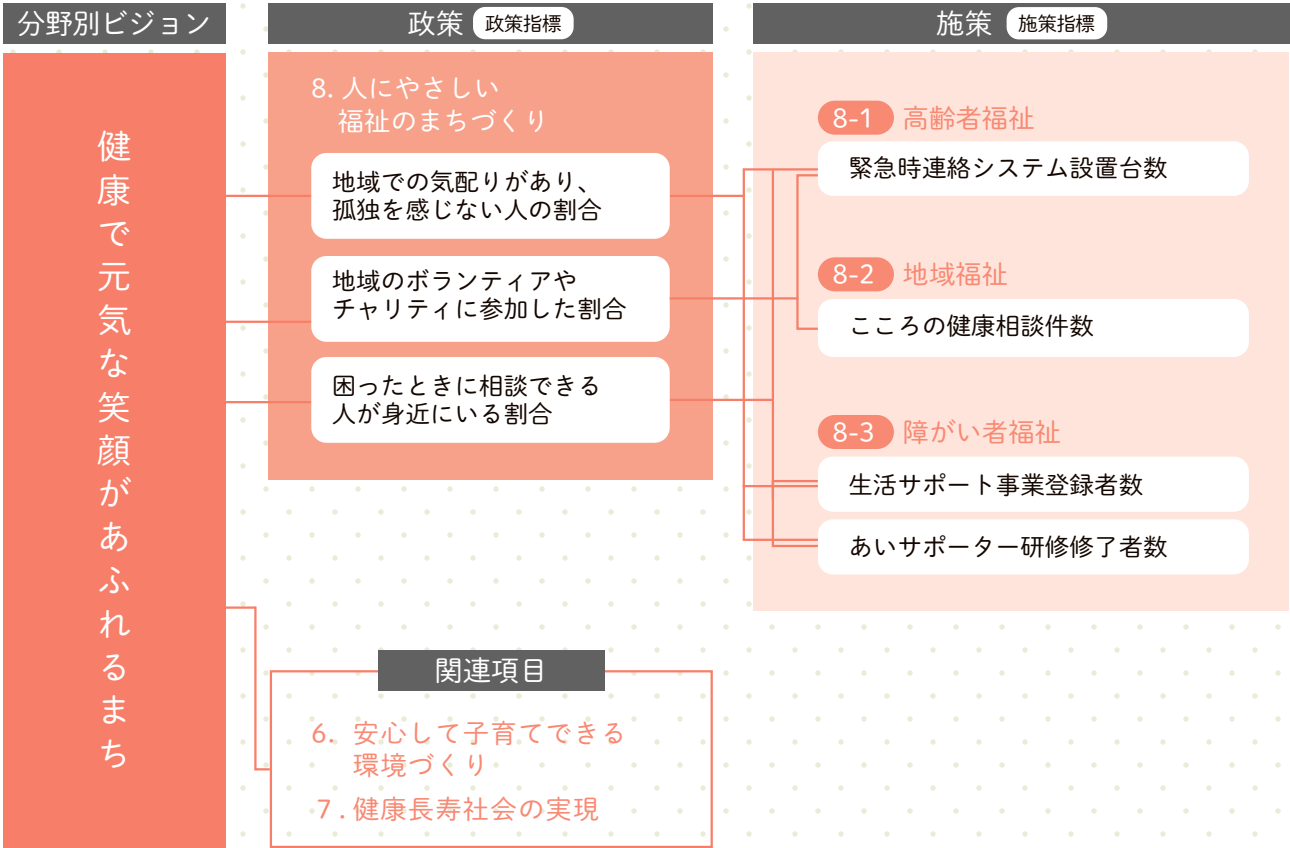 分野別ビジョン
健康で元気な笑顔があふれるまち
政策 政策指標
8. 人にやさしい
福祉のまちづくり
地域での気配りがあり、
孤独を感じない人の割合
地域のボランティアや
チャリティに参加した割合
困ったときに相談できる
人が身近にいる割合
施策 施策指標
8-1 高齢者福祉
緊急時連絡システム設置台数
8-2 地域福祉
こころの健康相談件数
8-3 障がい者福祉
生活サポート事業登録者数
あいサポーター研修修了者数
関連項目
6. 安心して子育てできる
環境づくり
7. 健康長寿社会の実現